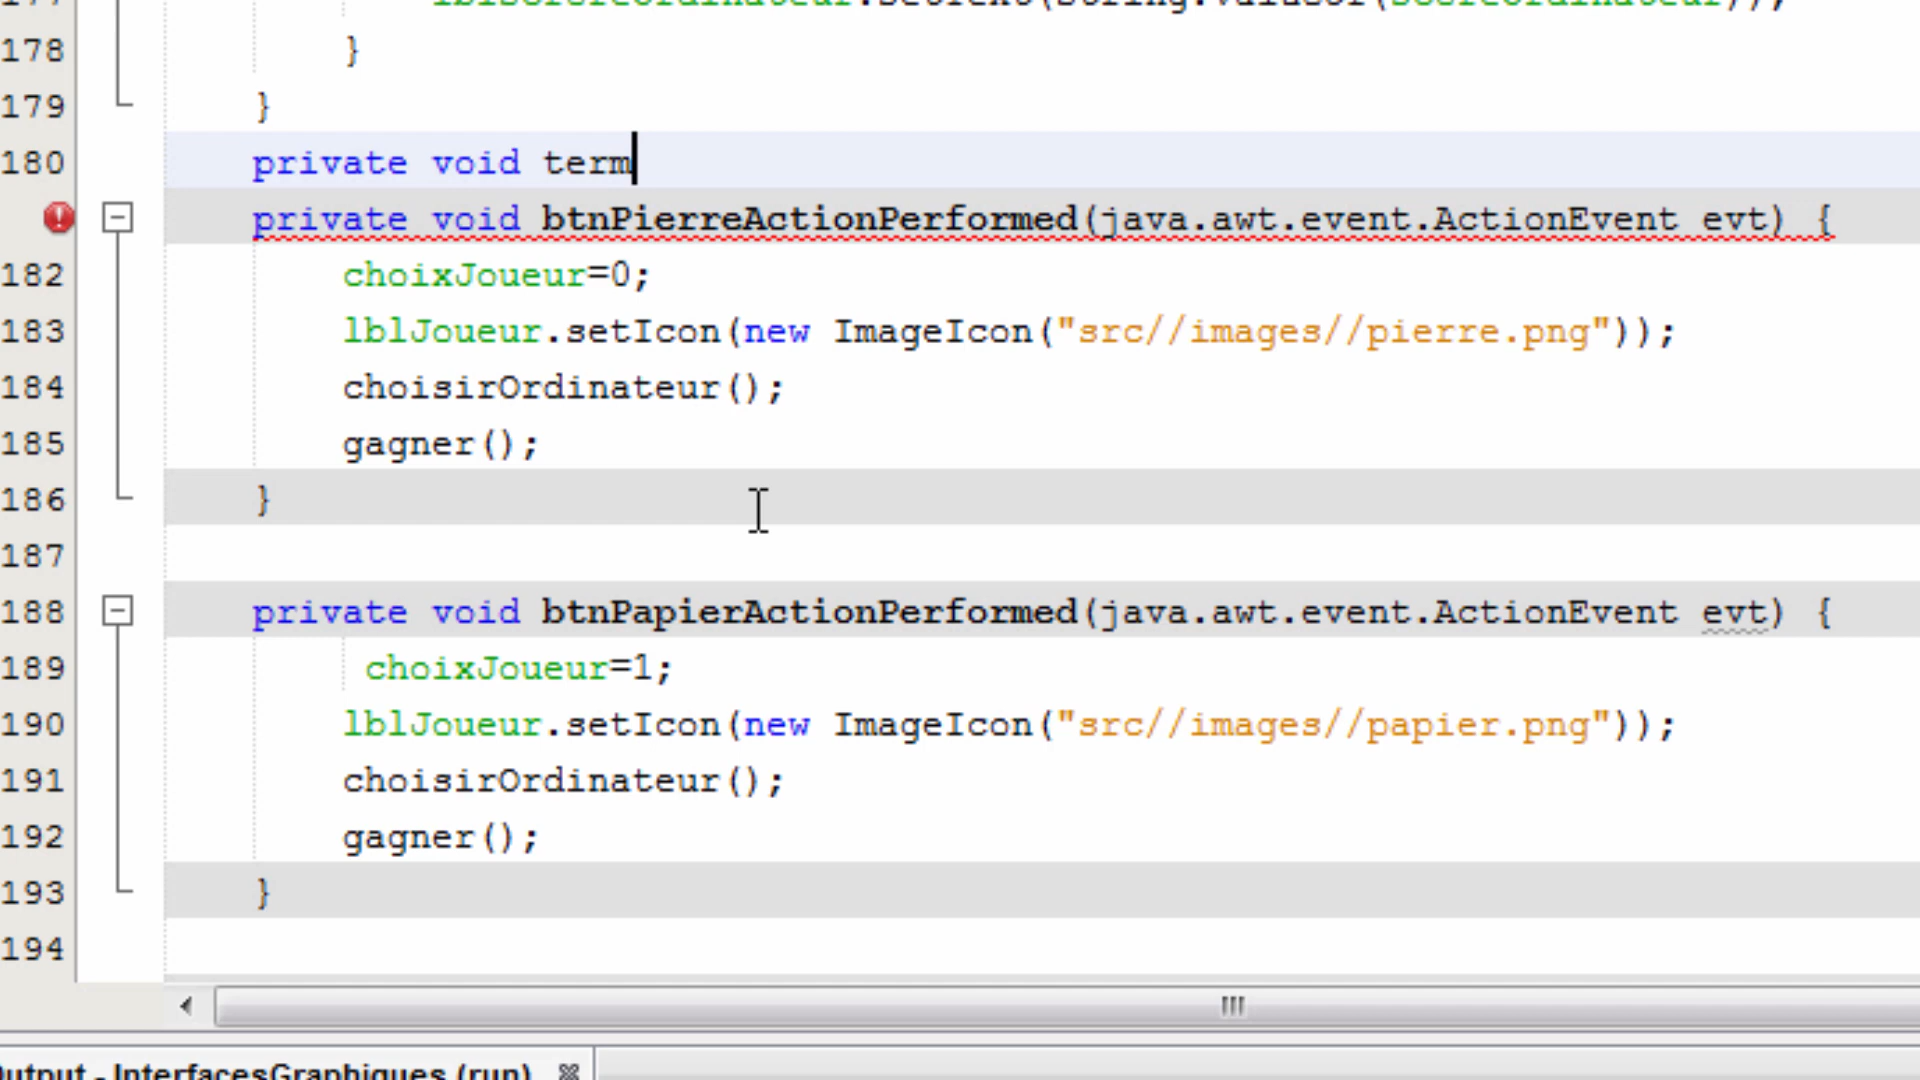 178 }
179 }
180 private void term
private void btnPierreActionPerformed(java.awt.event.ActionEvent evt) {
182 choixJoueur=0;
183 lblJoueur.setIcon(new ImageIcon("src//images//pierre.png"));
184 choisirOrdinateur();
185 gagner();
186 }
187
188 private void btnPapierActionPerformed(java.awt.event.ActionEvent evt) {
189 choixJoueur=1;
190 lblJoueur.setIcon(new ImageIcon("src//images//papier.png"));
191 choisirOrdinateur();
192 gagner();
193 }
194
Output - InterfacesGraphiques (run)